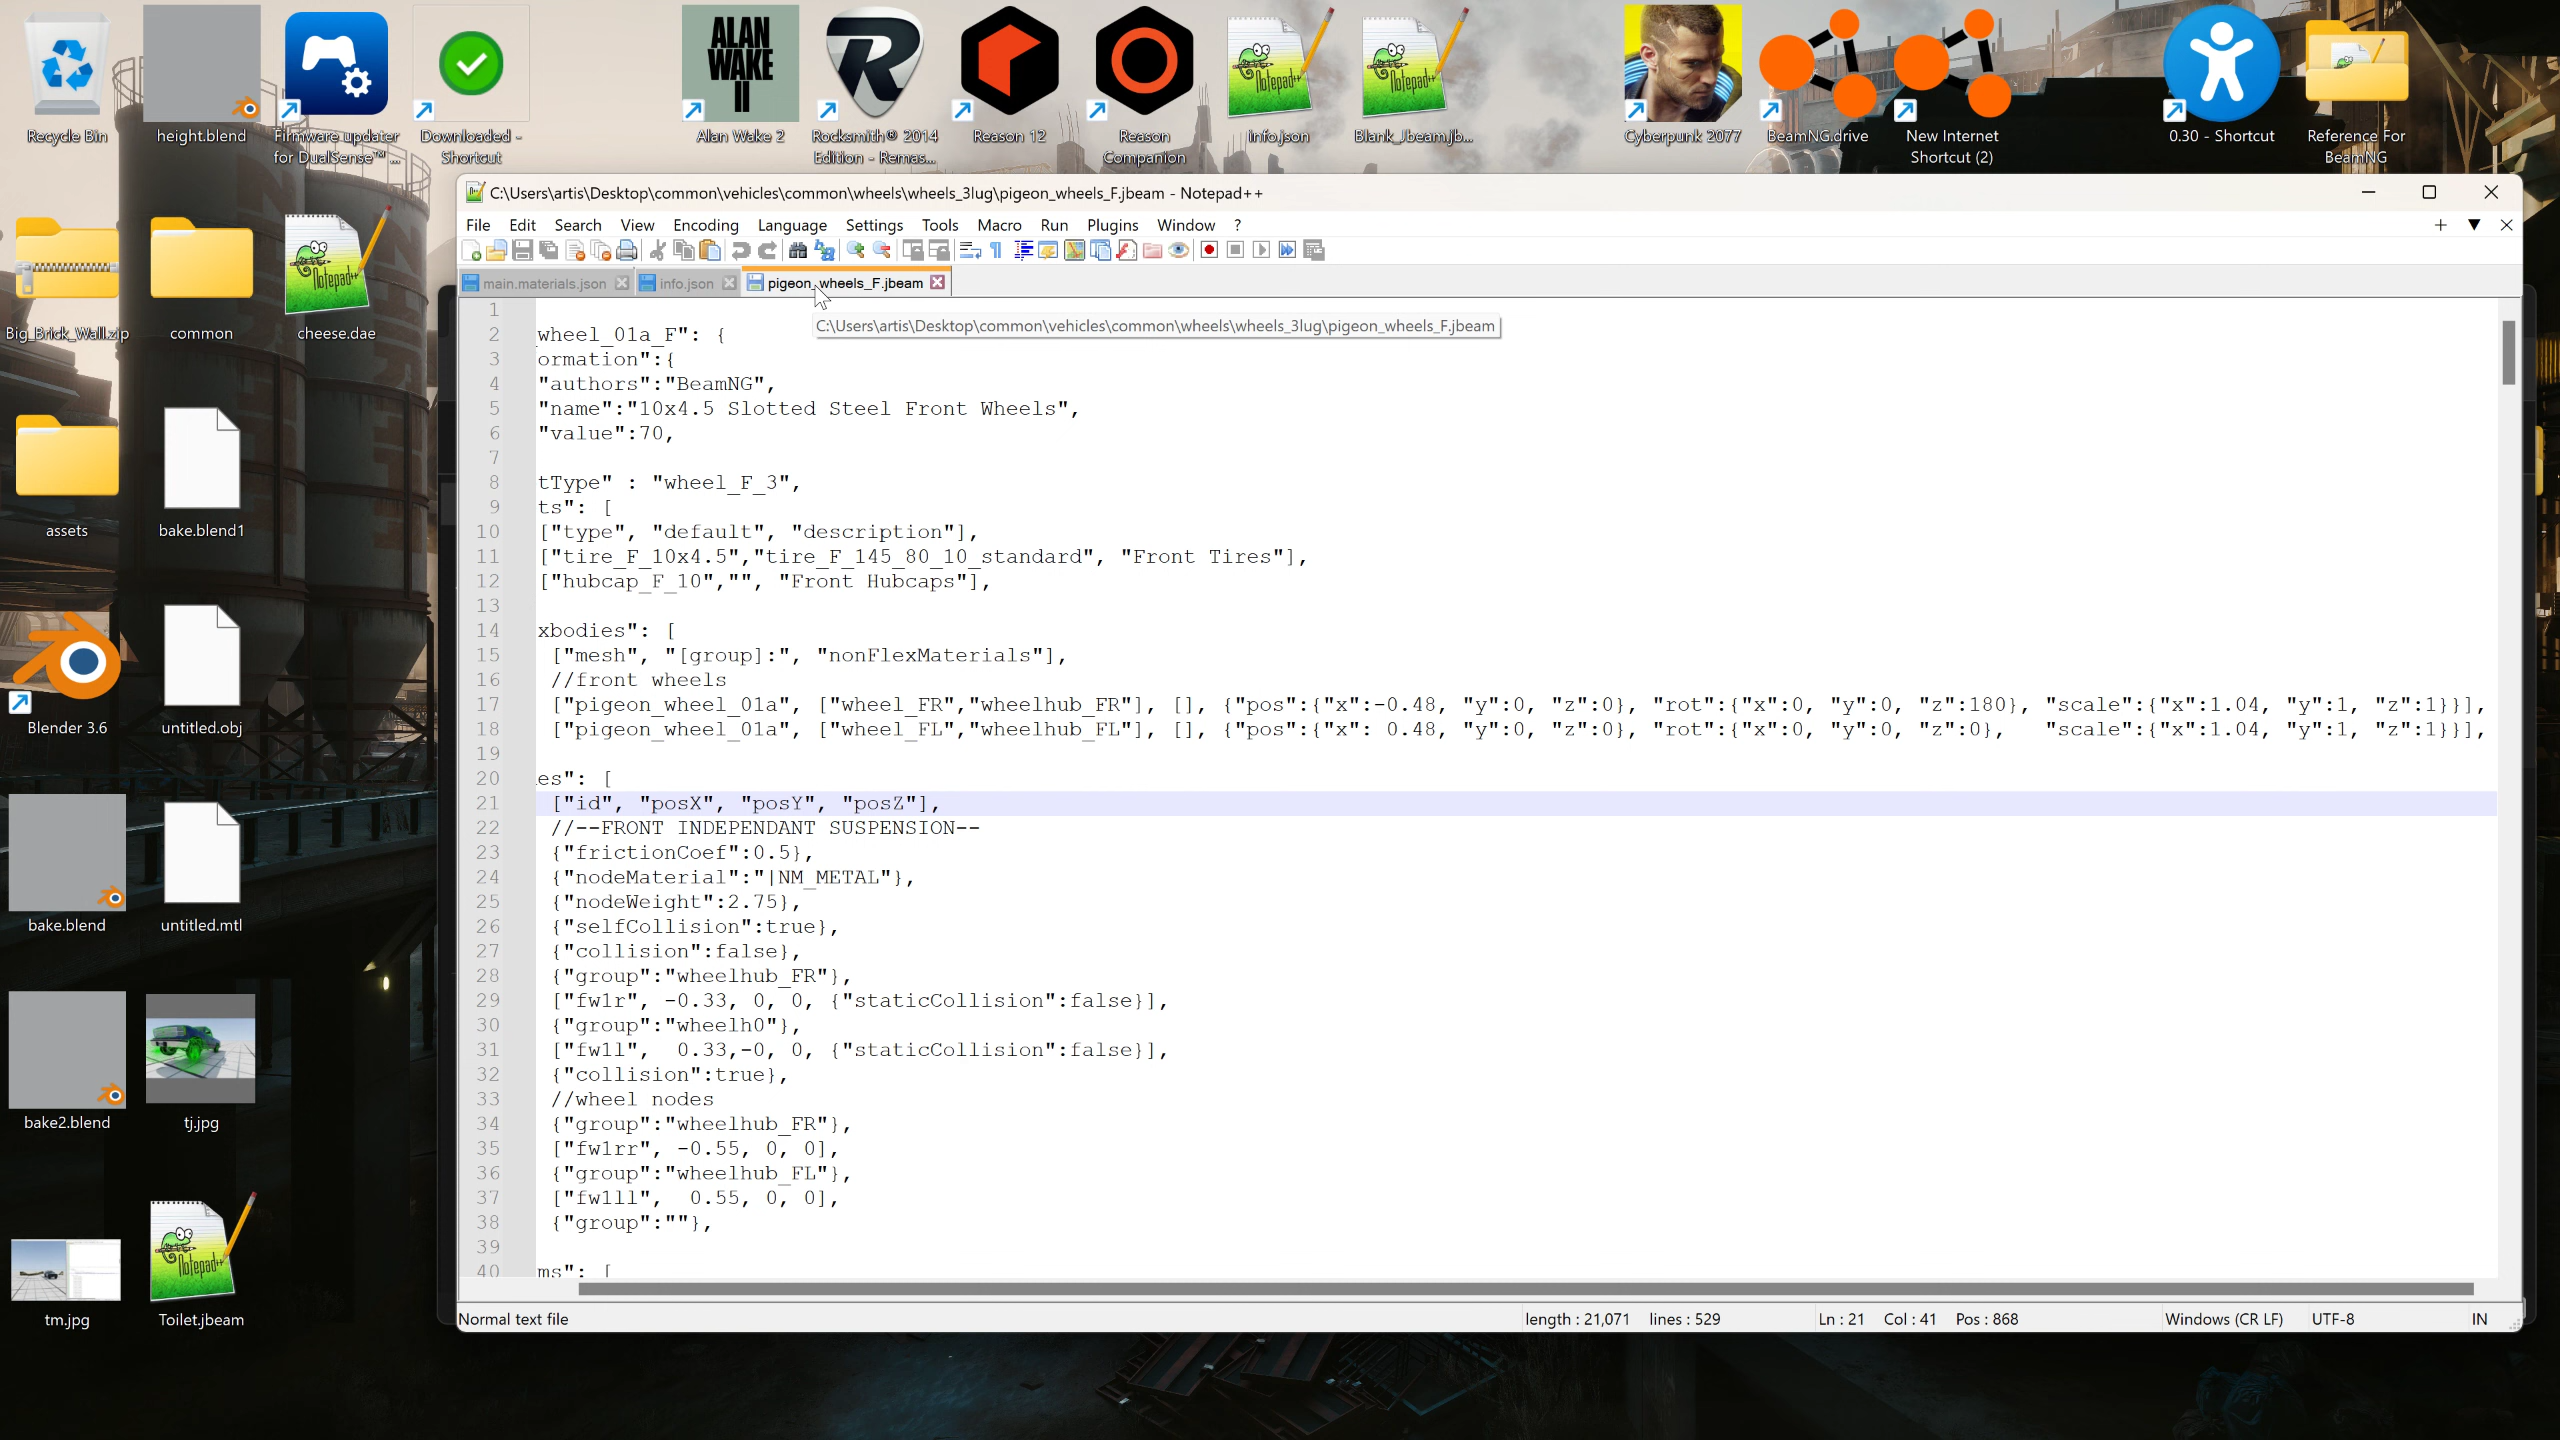 Recycle Bin
height.blend
Firmware updater
for DualSense™ ...
Downloaded -
Shortcut
ALAN
WAKE
II
Alan Wake 2
Rocksmith® 2014
Edition - Remas...
Reason 12
Reason
Companion
info.json
Blank_Jbeam.jb...
Cyberpunk 2077
BeamNG.drive
New Internet
Shortcut (2)
0.30 - Shortcut
Reference For
BeamNG
Big_Brick_Wall.zip
common
cheese.dae
assets
bake.blend1
Blender 3.6
untitled.obj
bake.blend
untitled.mtl
bake2.blend
tj.jpg
tm.jpg
Toilet.jbeam
C:\Users\artis\Desktop\common\vehicles\common\wheels\wheels_3lug\pigeon_wheels_F.jbeam - Notepad++
File Edit Search View Encoding Language Settings Tools Macro Run Plugins Window ?
main.materials.json info.json pigeon_wheels_F.jbeam
C:\Users\artis\Desktop\common\vehicles\common\wheels\wheels_3lug\pigeon_wheels_F.jbeam
1
2 wheel_01a_F": {
3 ormation":{
4 "authors":"BeamNG",
5 "name":"10x4.5 Slotted Steel Front Wheels",
6 "value":70,
7
8 tType" : "wheel_F_3",
9 ts": [
10 ["type", "default", "description"],
11 ["tire_F_10x4.5","tire_F_145_80_10_standard", "Front Tires"],
12 ["hubcap_F_10","", "Front Hubcaps"],
13
14 xbodies": [
15 ["mesh", "[group]:", "nonFlexMaterials"],
16 //front wheels
17 ["pigeon_wheel_01a", ["wheel_FR","wheelhub_FR"], [], {"pos":{"x":-0.48, "y":0, "z":0}, "rot":{"x":0, "y":0, "z":180}, "scale":{"x":1.04, "y":1, "z":1}}],
18 ["pigeon_wheel_01a", ["wheel_FL","wheelhub_FL"], [], {"pos":{"x": 0.48, "y":0, "z":0}, "rot":{"x":0, "y":0, "z":0}, "scale":{"x":1.04, "y":1, "z":1}}],
19
20 es": [
21 ["id", "posX", "posY", "posZ"],
22 //--FRONT INDEPENDANT SUSPENSION--
23 {"frictionCoef":0.5},
24 {"nodeMaterial":"|NM_METAL"},
25 {"nodeWeight":2.75},
26 {"selfCollision":true},
27 {"collision":false},
28 {"group":"wheelhub_FR"},
29 ["fw1r", -0.33, 0, 0, {"staticCollision":false}],
30 {"group":"wheelh0"},
31 ["fw1l", 0.33,-0, 0, {"staticCollision":false}],
32 {"collision":true},
33 //wheel nodes
34 {"group":"wheelhub_FR"},
35 ["fw1rr", -0.55, 0, 0],
36 {"group":"wheelhub_FL"},
37 ["fw1ll", 0.55, 0, 0],
38 {"group":""},
39
40 ms": [
Normal text file length : 21,071 lines : 529 Ln : 21 Col : 41 Pos : 868 Windows (CR LF) UTF-8 IN